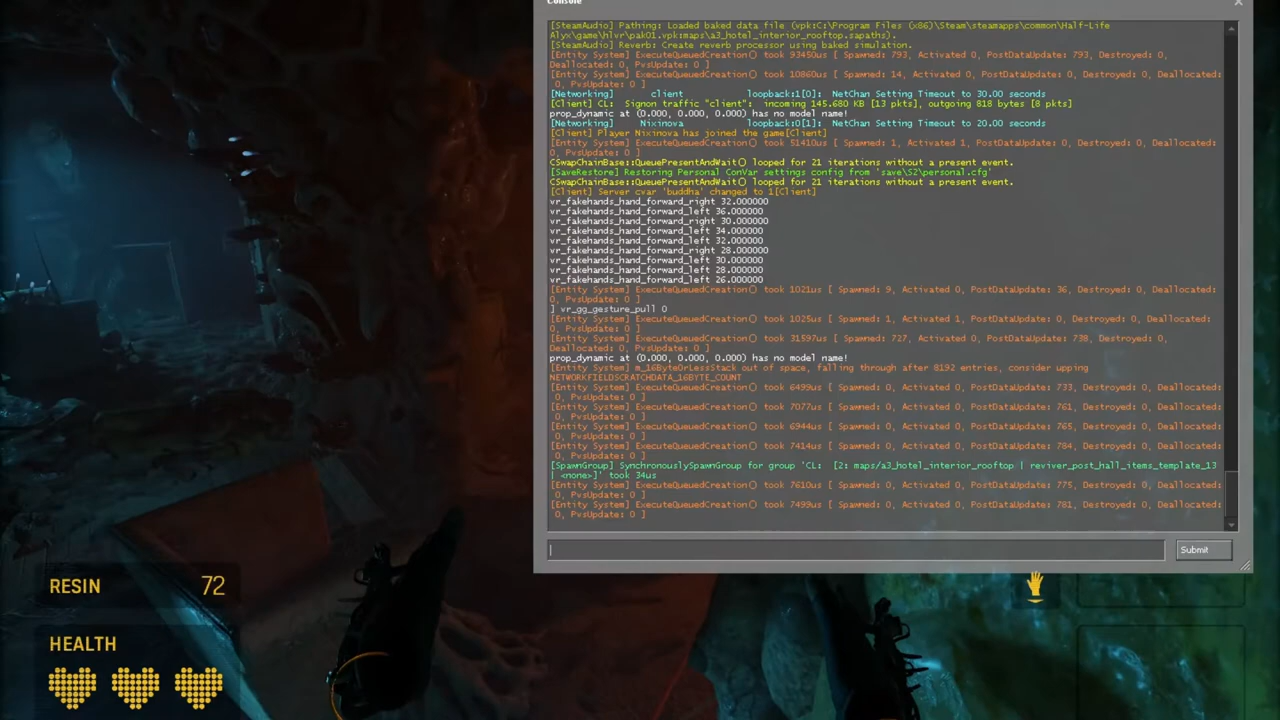 Console
[SteamAudio] Pathing: Loaded baked data file (vpk:C:\Program Files (x86)\Steam\steamapps\common\Half-Life
Alyx\game\hlvr\pak01.vpk:maps\a3_hotel_interior_rooftop.sapaths).
[SteamAudio] Reverb: Create reverb processor using baked simulation.
[Entity System] ExecuteQueuedCreation() took 93450us [ Spawned: 793, Activated 0, PostDataUpdate: 793, Destroyed: 0,
Deallocated: 0, PvsUpdate: 0 ]
[Entity System] ExecuteQueuedCreation() took 10860us [ Spawned: 14, Activated 0, PostDataUpdate: 0, Destroyed: 0, Deallocated:
0, PvsUpdate: 0 ]
[Networking] client loopback:1[0]: NetChan Setting Timeout to 30.00 seconds
[Client] CL: Signon traffic "client": incoming 145.680 KB [13 pkts], outgoing 818 bytes [8 pkts]
prop_dynamic at (0.000, 0.000, 0.000) has no model name!
[Networking] Nixinova loopback:0[1]: NetChan Setting Timeout to 20.00 seconds
[Client] Player Nixinova has joined the game[Client]
[Entity System] ExecuteQueuedCreation() took 51410us [ Spawned: 1, Activated 1, PostDataUpdate: 0, Destroyed: 0, Deallocated:
0, PvsUpdate: 0 ]
CSwapChainBase::QueuePresentAndWait() looped for 21 iterations without a present event.
[SaveRestore] Restoring Personal ConVar settings config from 'save\S2\personal.cfg'
CSwapChainBase::QueuePresentAndWait() looped for 21 iterations without a present event.
[Client] Server cvar 'buddha' changed to 1[Client]
vr_fakehands_hand_forward_right 32.000000
vr_fakehands_hand_forward_left 36.000000
vr_fakehands_hand_forward_right 30.000000
vr_fakehands_hand_forward_left 34.000000
vr_fakehands_hand_forward_left 32.000000
vr_fakehands_hand_forward_right 28.000000
vr_fakehands_hand_forward_left 30.000000
vr_fakehands_hand_forward_left 28.000000
vr_fakehands_hand_forward_left 26.000000
[Entity System] ExecuteQueuedCreation() took 1021us [ Spawned: 9, Activated 0, PostDataUpdate: 36, Destroyed: 0, Deallocated:
0, PvsUpdate: 0 ]
] vr_gg_gesture_pull 0
[Entity System] ExecuteQueuedCreation() took 1025us [ Spawned: 1, Activated 1, PostDataUpdate: 0, Destroyed: 0, Deallocated:
0, PvsUpdate: 0 ]
[Entity System] ExecuteQueuedCreation() took 31597us [ Spawned: 727, Activated 0, PostDataUpdate: 738, Destroyed: 0,
Deallocated: 0, PvsUpdate: 0 ]
prop_dynamic at (0.000, 0.000, 0.000) has no model name!
[Entity System] m_16ByteOrLessStack out of space, falling through after 8192 entries, consider upping
NETWORKFIELDSCRATCHDATA_16BYTE_COUNT
[Entity System] ExecuteQueuedCreation() took 6499us [ Spawned: 0, Activated 0, PostDataUpdate: 733, Destroyed: 0, Deallocated:
0, PvsUpdate: 0 ]
[Entity System] ExecuteQueuedCreation() took 7077us [ Spawned: 0, Activated 0, PostDataUpdate: 761, Destroyed: 0, Deallocated:
0, PvsUpdate: 0 ]
[Entity System] ExecuteQueuedCreation() took 6944us [ Spawned: 0, Activated 0, PostDataUpdate: 765, Destroyed: 0, Deallocated:
0, PvsUpdate: 0 ]
[Entity System] ExecuteQueuedCreation() took 7414us [ Spawned: 0, Activated 0, PostDataUpdate: 784, Destroyed: 0, Deallocated:
0, PvsUpdate: 0 ]
[SpawnGroup] SynchronouslySpawnGroup for group 'CL: [2: maps/a3_hotel_interior_rooftop | reviver_post_hall_items_template_13
| <none>]' took 34us
[Entity System] ExecuteQueuedCreation() took 7610us [ Spawned: 0, Activated 0, PostDataUpdate: 775, Destroyed: 0, Deallocated:
0, PvsUpdate: 0 ]
[Entity System] ExecuteQueuedCreation() took 7499us [ Spawned: 0, Activated 0, PostDataUpdate: 781, Destroyed: 0, Deallocated:
0, PvsUpdate: 0 ]
Submit
RESIN 72
HEALTH